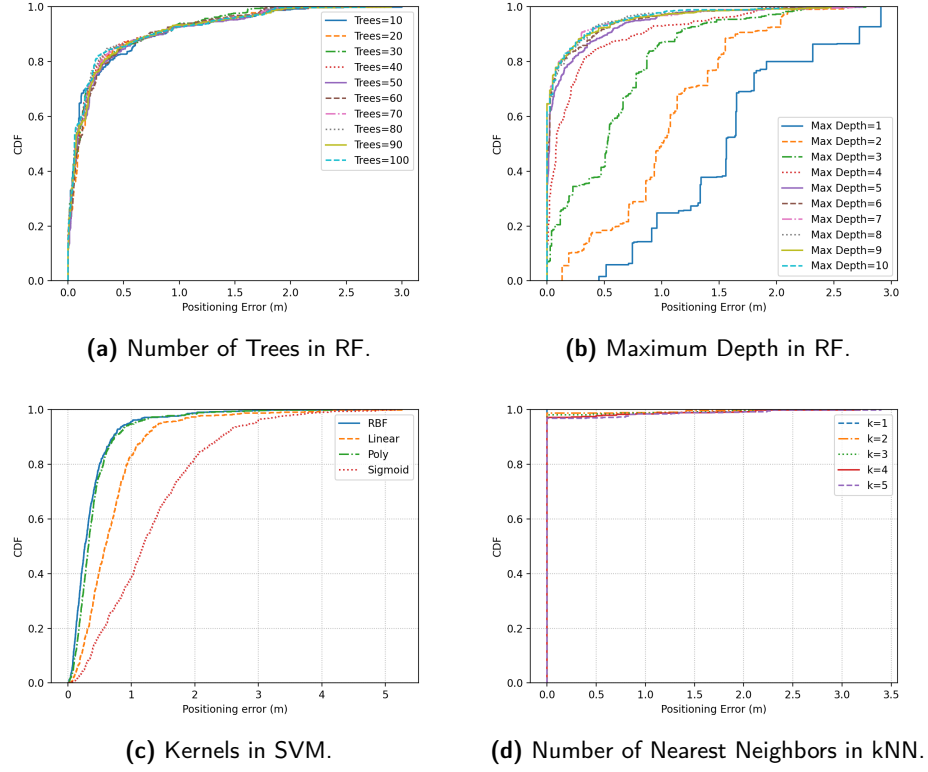 1.0
0.8
0.6
0.4
0.2
0.0
CDF
0.0 0.5 1.0 1.5 2.0 2.5 3.0
Positioning Error (m)
Trees=10
Trees=20
Trees=30
Trees=40
Trees=50
Trees=60
Trees=70
Trees=80
Trees=90
Trees=100
(a) Number of Trees in RF.
1.0
0.8
0.6
0.4
0.2
0.0
CDF
0.0 0.5 1.0 1.5 2.0 2.5 3.0
Positioning Error (m)
Max Depth=1
Max Depth=2
Max Depth=3
Max Depth=4
Max Depth=5
Max Depth=6
Max Depth=7
Max Depth=8
Max Depth=9
Max Depth=10
(b) Maximum Depth in RF.
1.0
0.8
0.6
0.4
0.2
0.0
CDF
0 1 2 3 4 5
Positioning error (m)
RBF
Linear
Poly
Sigmoid
(c) Kernels in SVM.
1.0
0.8
0.6
0.4
0.2
0.0
CDF
0.0 0.5 1.0 1.5 2.0 2.5 3.0 3.5
Positioning Error (m)
k=1
k=2
k=3
k=4
k=5
(d) Number of Nearest Neighbors in kNN.